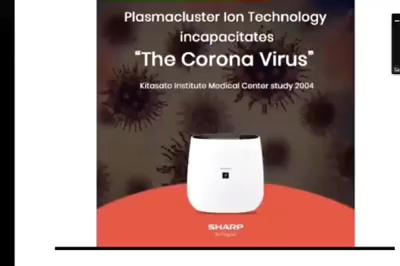 Plasmacluster Ion Technology
incapacitates
"The Corona Virus"
Kitasato Institute Medical Center study 2004
SHARP